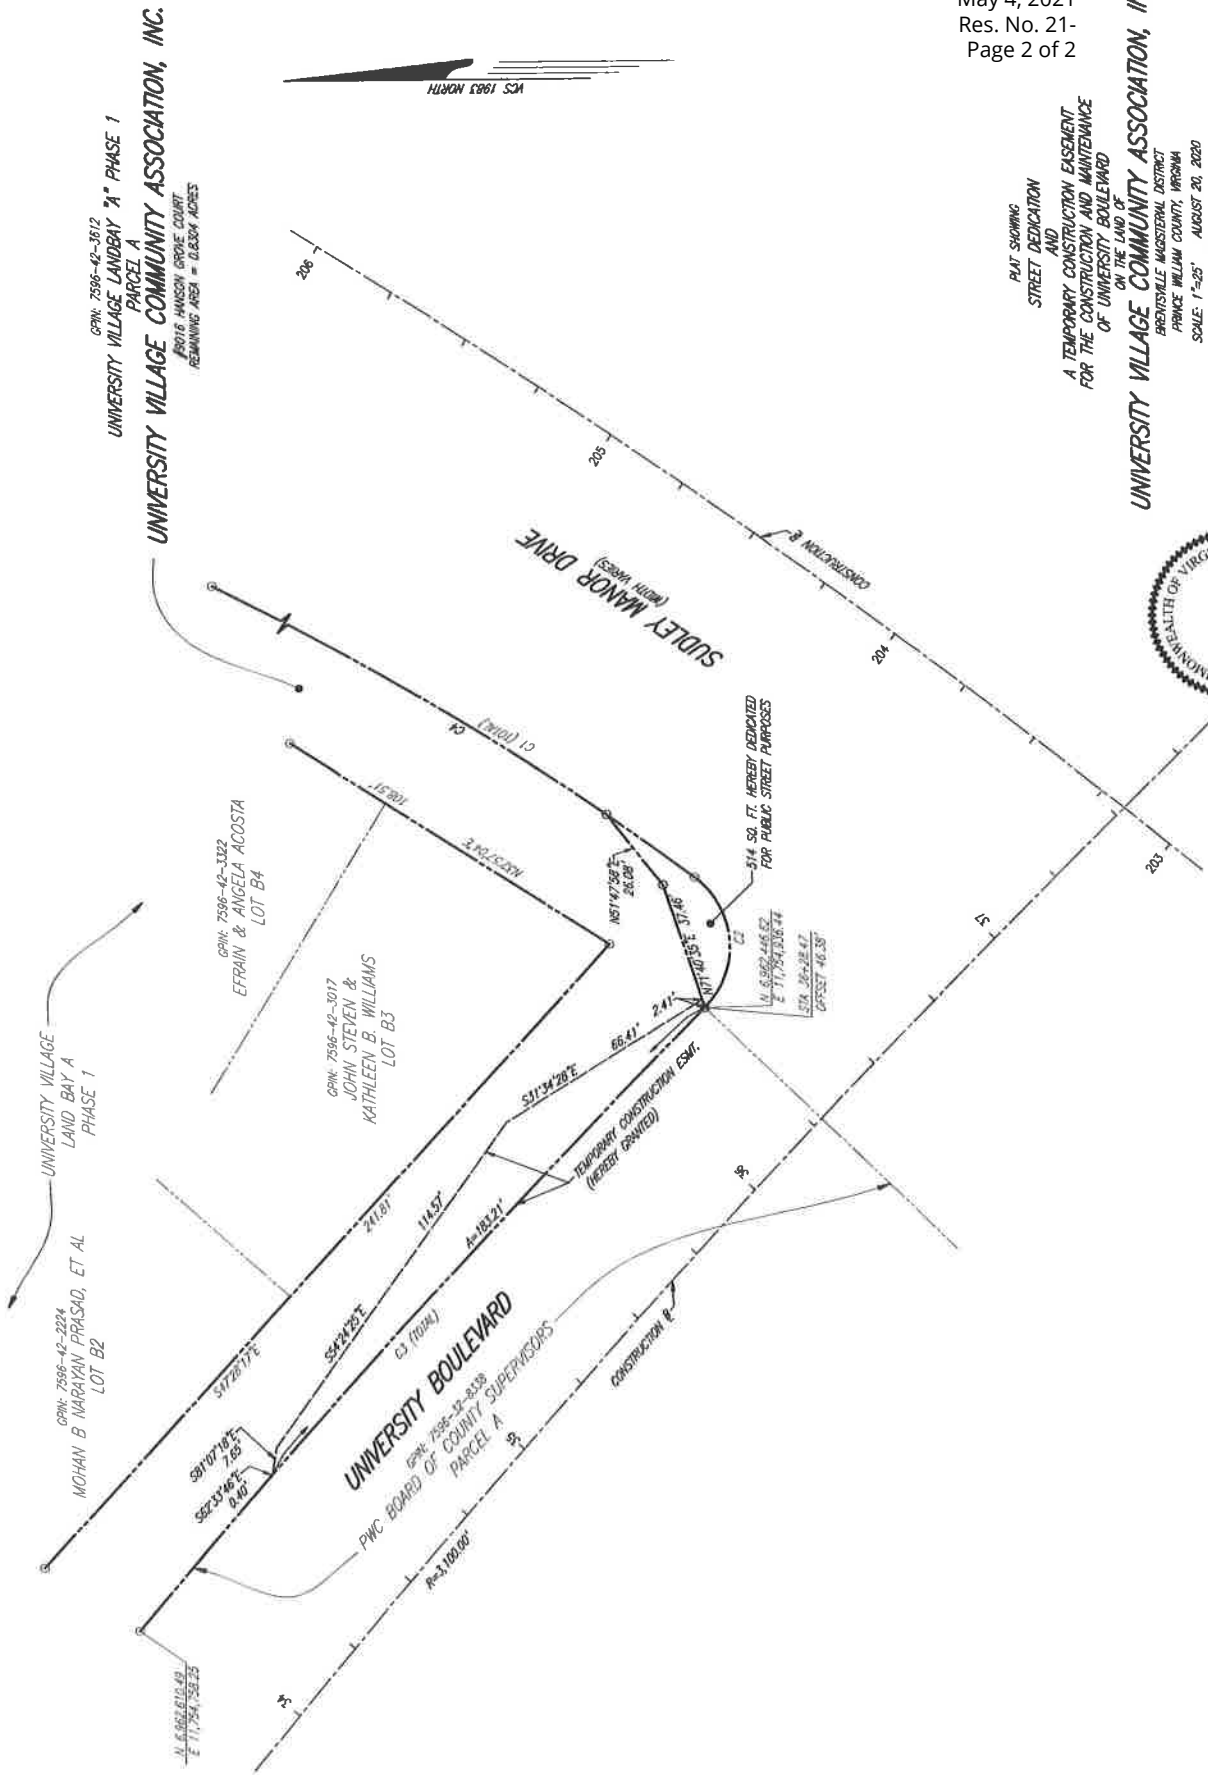 May 4, 2021
Res. No. 21-
Page 2 of 2
VCS 1983 NORTH
GPIN: 7596-42-3612
UNIVERSITY VILLAGE LANDBAY "A" PHASE 1
PARCEL A
UNIVERSITY VILLAGE COMMUNITY ASSOCIATION, INC.
#9016 HANSON GROVE COURT
REMAINING AREA = 0.8304 ACRES
UNIVERSITY VILLAGE
LAND BAY A
PHASE 1
GPIN: 7596-42-2224
MOHAN B NARAYAN PRASAD, ET AL
LOT B2
GPIN: 7596-42-3322
EFRAIN & ANGELA ACOSTA
LOT B4
GPIN: 7596-42-3017
JOHN STEVEN &
KATHLEEN B. WILLIAMS
LOT B3
108.51'
N32°57'04"E
C4
C1 (TOTAL)
SUDLEY MANOR DRIVE
(WIDTH VARIES)
206
205
204
203
CONSTRUCTION
N51°47'58"E
26.08'
N71°40'35"E 37.46'
C2
514 SQ. FT. HEREBY DEDICATED
FOR PUBLIC STREET PURPOSES
N 6,962,446.62
E 11,754,936.44
STA 36+28.47
OFFSET 46.38'
2.41'
66.41'
S31°34'28"E
TEMPORARY CONSTRUCTION ESMT.
(HEREBY GRANTED)
241.81'
S47°28'17"E
114.57'
S54°24'25"E
A=183.21'
C3 (TOTAL)
S81°07'18"E
7.65'
S62°33'46"E
0.40'
UNIVERSITY BOULEVARD
GPIN: 7596-32-8338
PWC BOARD OF COUNTY SUPERVISORS
PARCEL A
R=3,100.00'
CONSTRUCTION
34
35
36
37
N 6,962,610.49
E 11,754,758.25
PLAT SHOWING
STREET DEDICATION
AND
A TEMPORARY CONSTRUCTION EASEMENT
FOR THE CONSTRUCTION AND MAINTENANCE
OF UNIVERSITY BOULEVARD
ON THE LAND OF
UNIVERSITY VILLAGE COMMUNITY ASSOCIATION,
BRENTSVILLE MAGISTERIAL DISTRICT
PRINCE WILLIAM COUNTY, VIRGINIA
SCALE: 1"=25' AUGUST 20, 2020